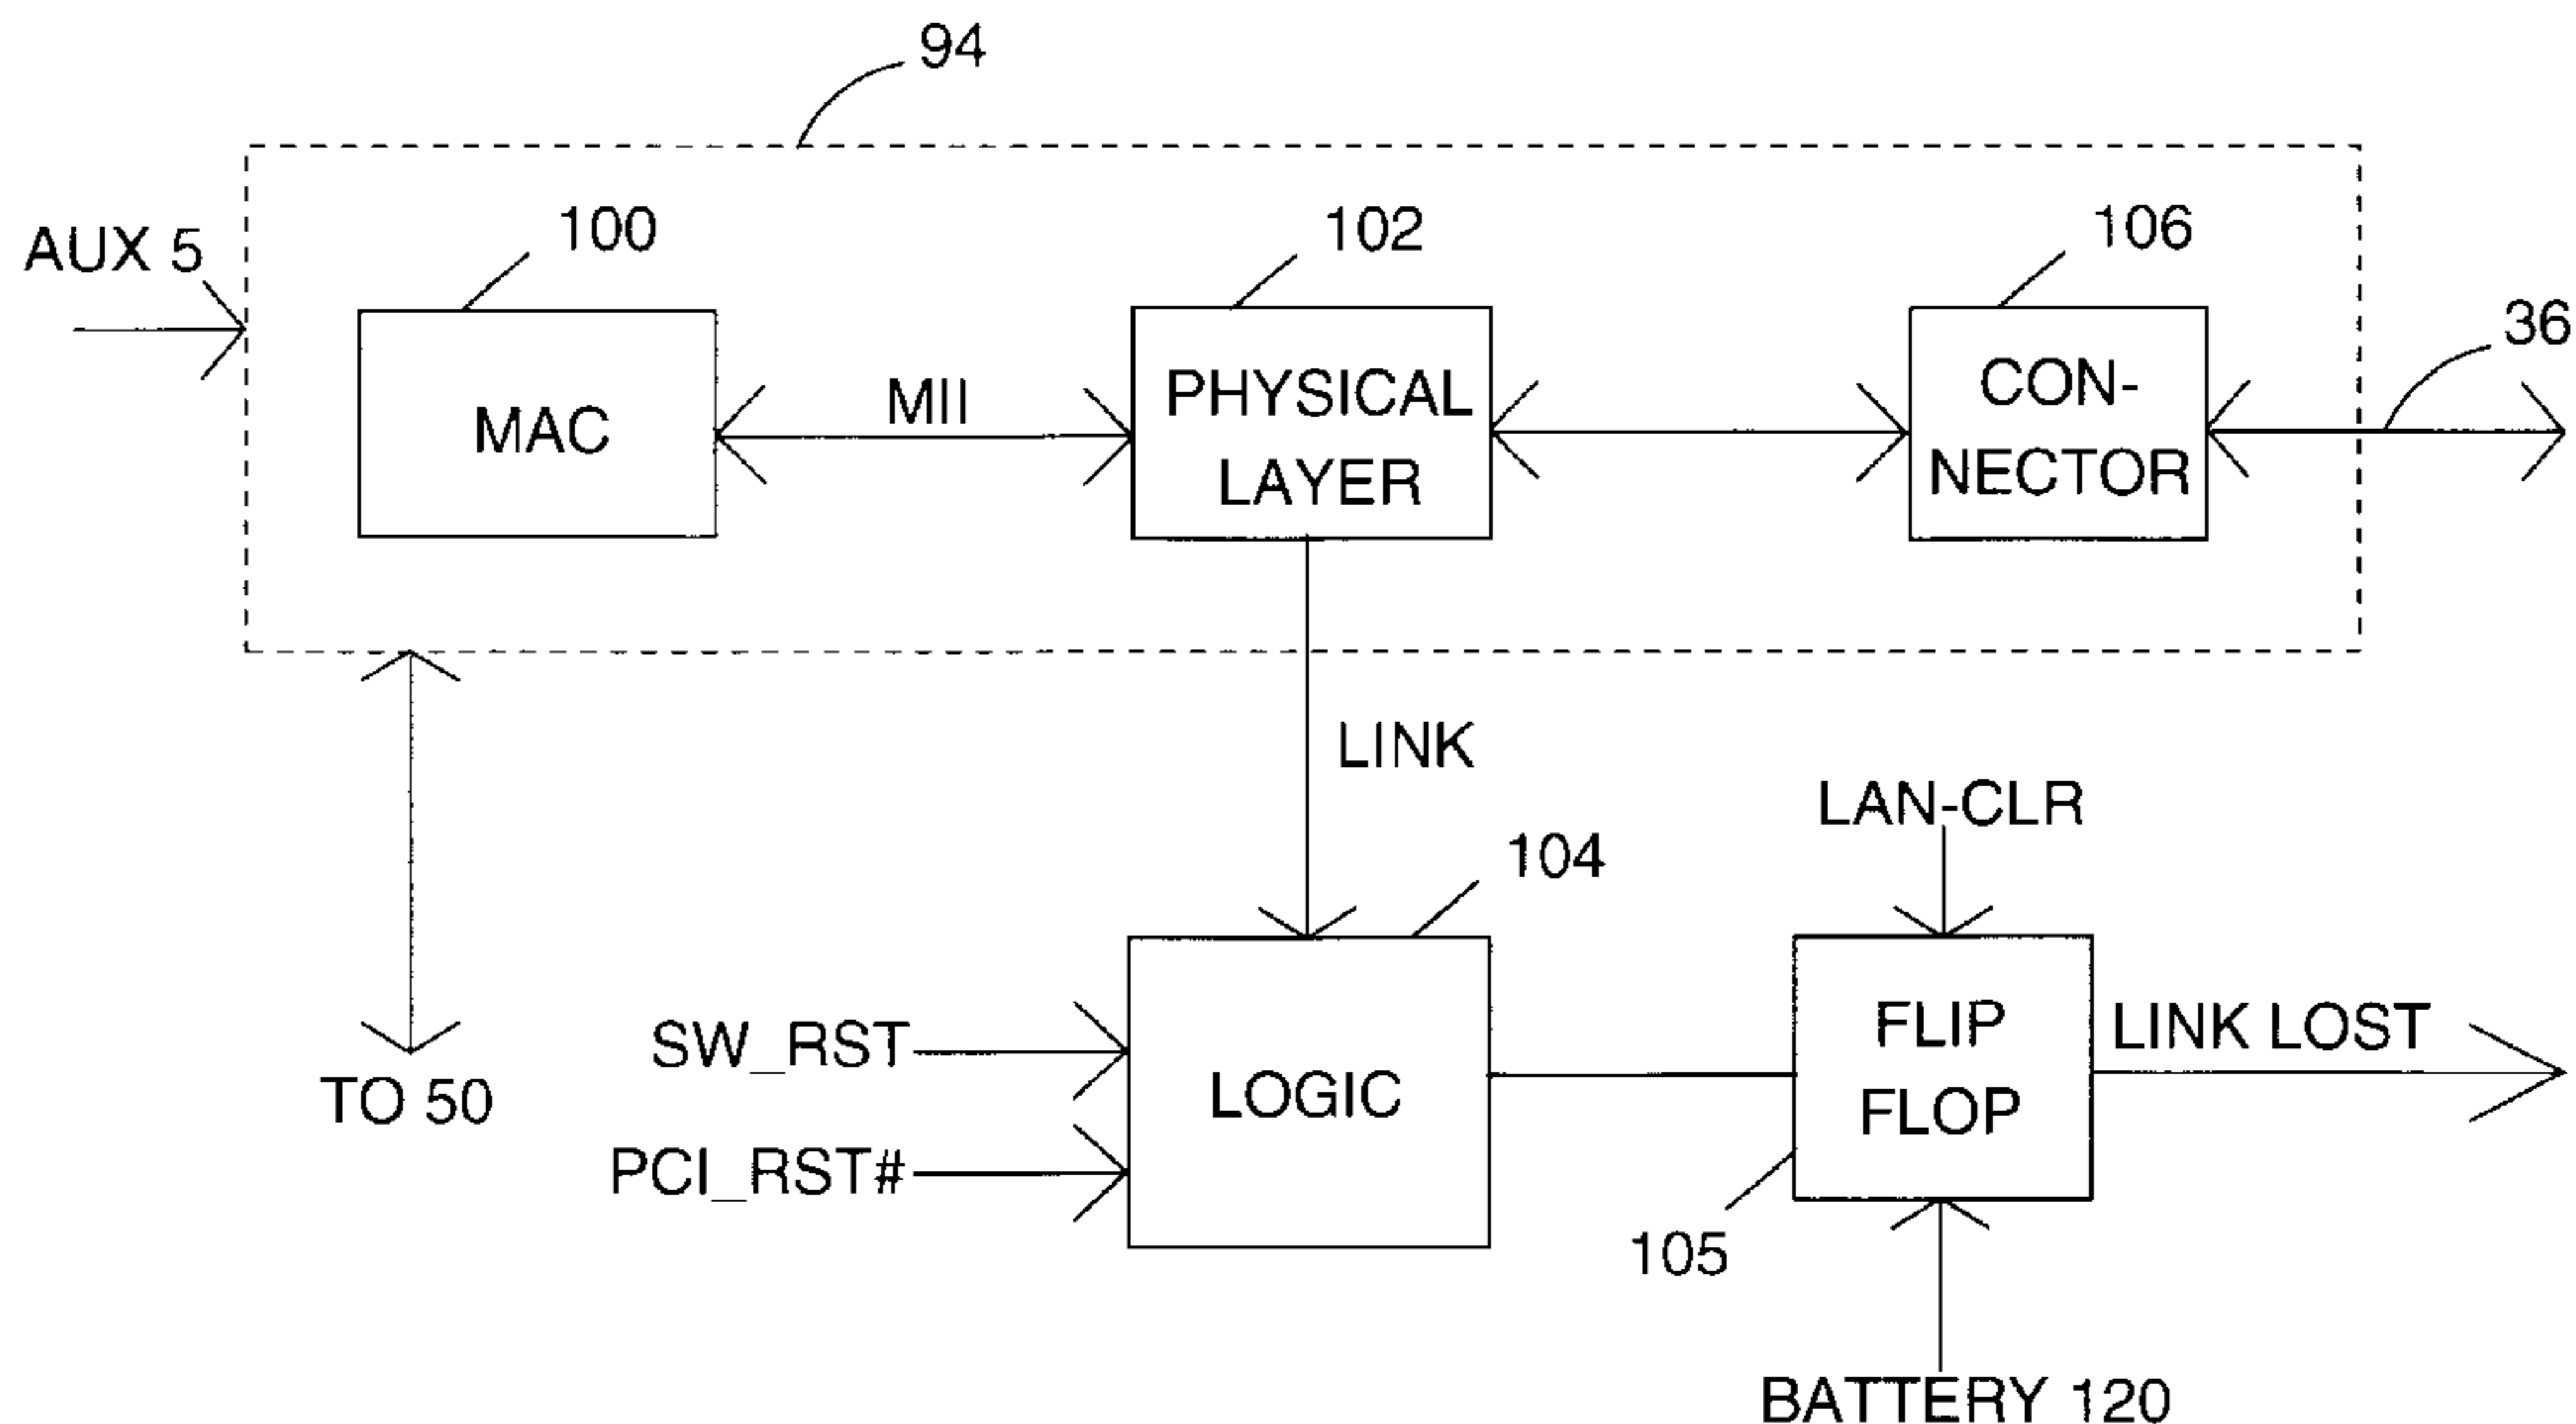 94
AUX 5
100
102
106
36
MAC
MII
PHYSICAL
LAYER
CON-
NECTOR
LINK
LAN-CLR
104
SW_RST
PCI_RST#
LOGIC
FLIP
FLOP
LINK LOST
TO 50
105
BATTERY 120